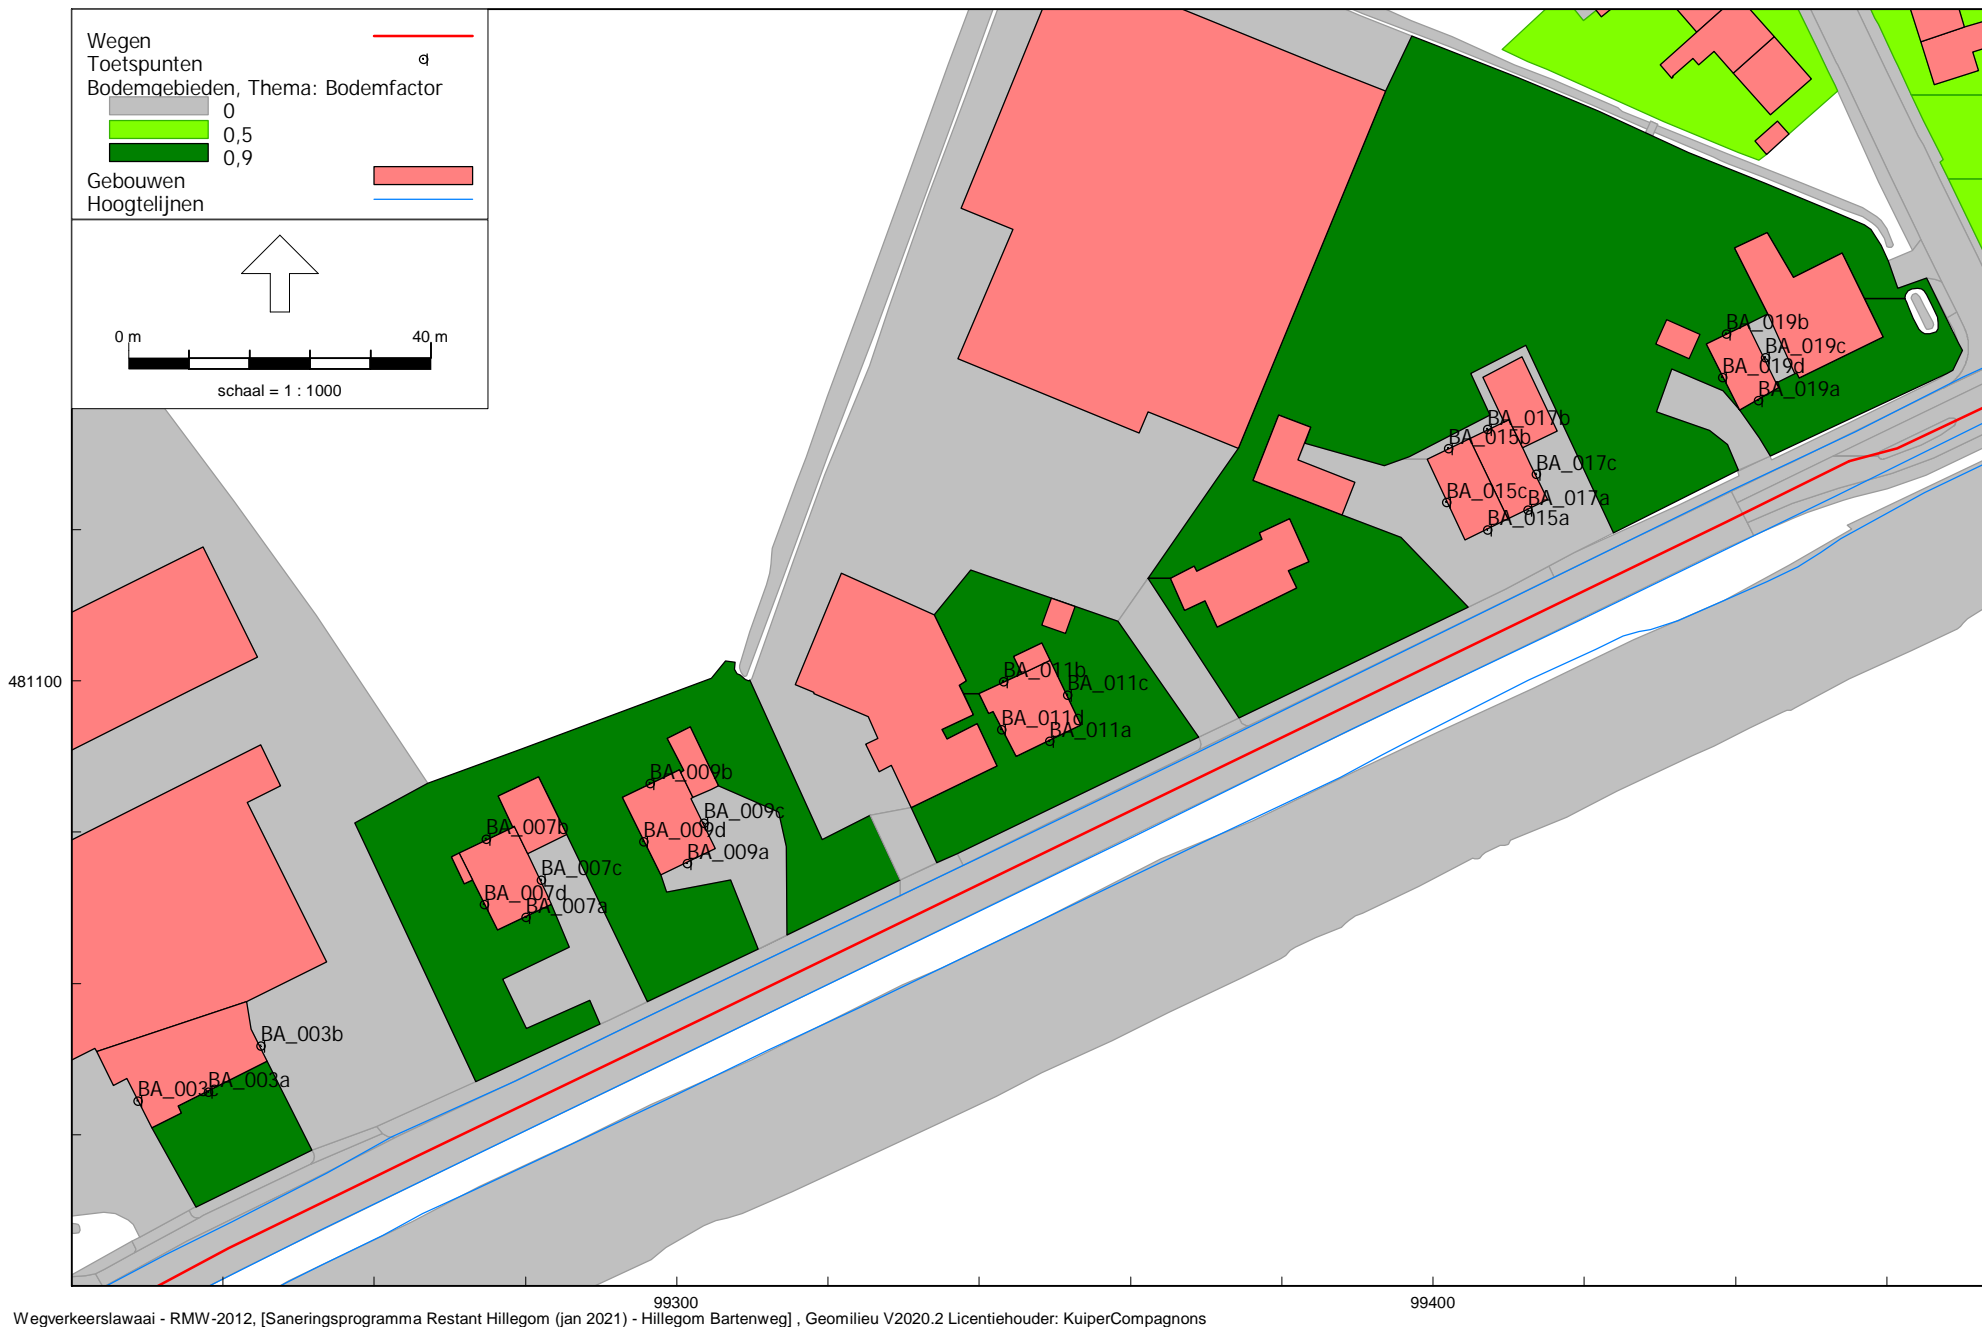 Wegen
Toetspunten
Bodemgebieden, Thema: Bodemfactor
0
0,5
0,9
Gebouwen
Hoogtelijnen
0 m 40 m
schaal = 1 : 1000
BA_019b
BA_019c
BA_019d
BA_019a
BA_017b
BA_015b
BA_017c
BA_015c
BA_017a
BA_015a
481100
BA_011b
BA_011c
BA_011d
BA_011a
BA_009b
BA_009c
BA_009d
BA_009a
BA_007b
BA_007c
BA_007d
BA_007a
BA_003b
BA_003a
BA_003c
99300 99400
Wegverkeerslawaai - RMW-2012, [Saneringsprogramma Restant Hillegom (jan 2021) - Hillegom Bartenweg] , Geomilieu V2020.2 Licentiehouder: KuiperCompagnons